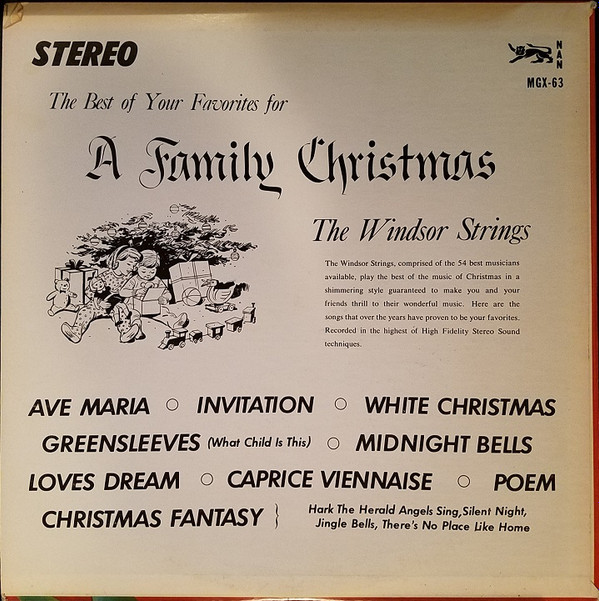 STEREO
NAN
MGX-63
The Best of Your Favorites for
A Family Christmas
The Windsor Strings
The Windsor Strings, comprised of the 54 best musicians
available, play the best of the music of Christmas in a
shimmering style guaranteed to make you and your
friends thrill to their wonderful music. Here are the
songs that over the years have proven to be your favorites.
Recorded in the highest of High Fidelity Stereo Sound
techniques.
AVE MARIA ○ INVITATION ○ WHITE CHRISTMAS
GREENSLEEVES (What Child Is This) ○ MIDNIGHT BELLS
LOVES DREAM ○ CAPRICE VIENNAISE ○ POEM
CHRISTMAS FANTASY } Hark The Herald Angels Sing,Silent Night,
Jingle Bells, There's No Place Like Home